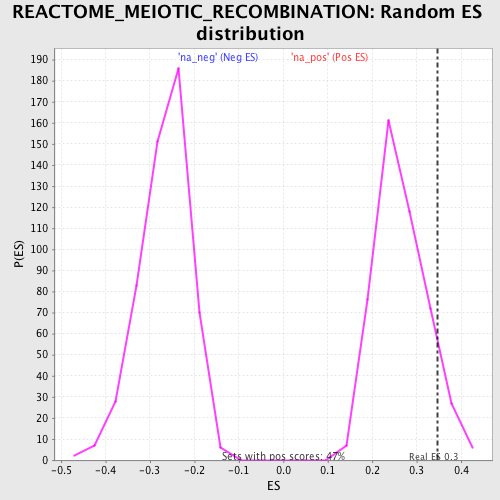 REACTOME_MEIOTIC_RECOMBINATION: Random ES
distribution
'na_neg' (Neg ES) 'na_pos' (Pos ES)
190
180
170
160
150
140
130
120
110
100
90
80
70
60
50
40
30
20
10
0
P(ES)
Sets with pos scores: 47%
Real ES 0.3
-0.5 -0.4 -0.3 -0.2 -0.1 0.0 0.1 0.2 0.3 0.4
ES